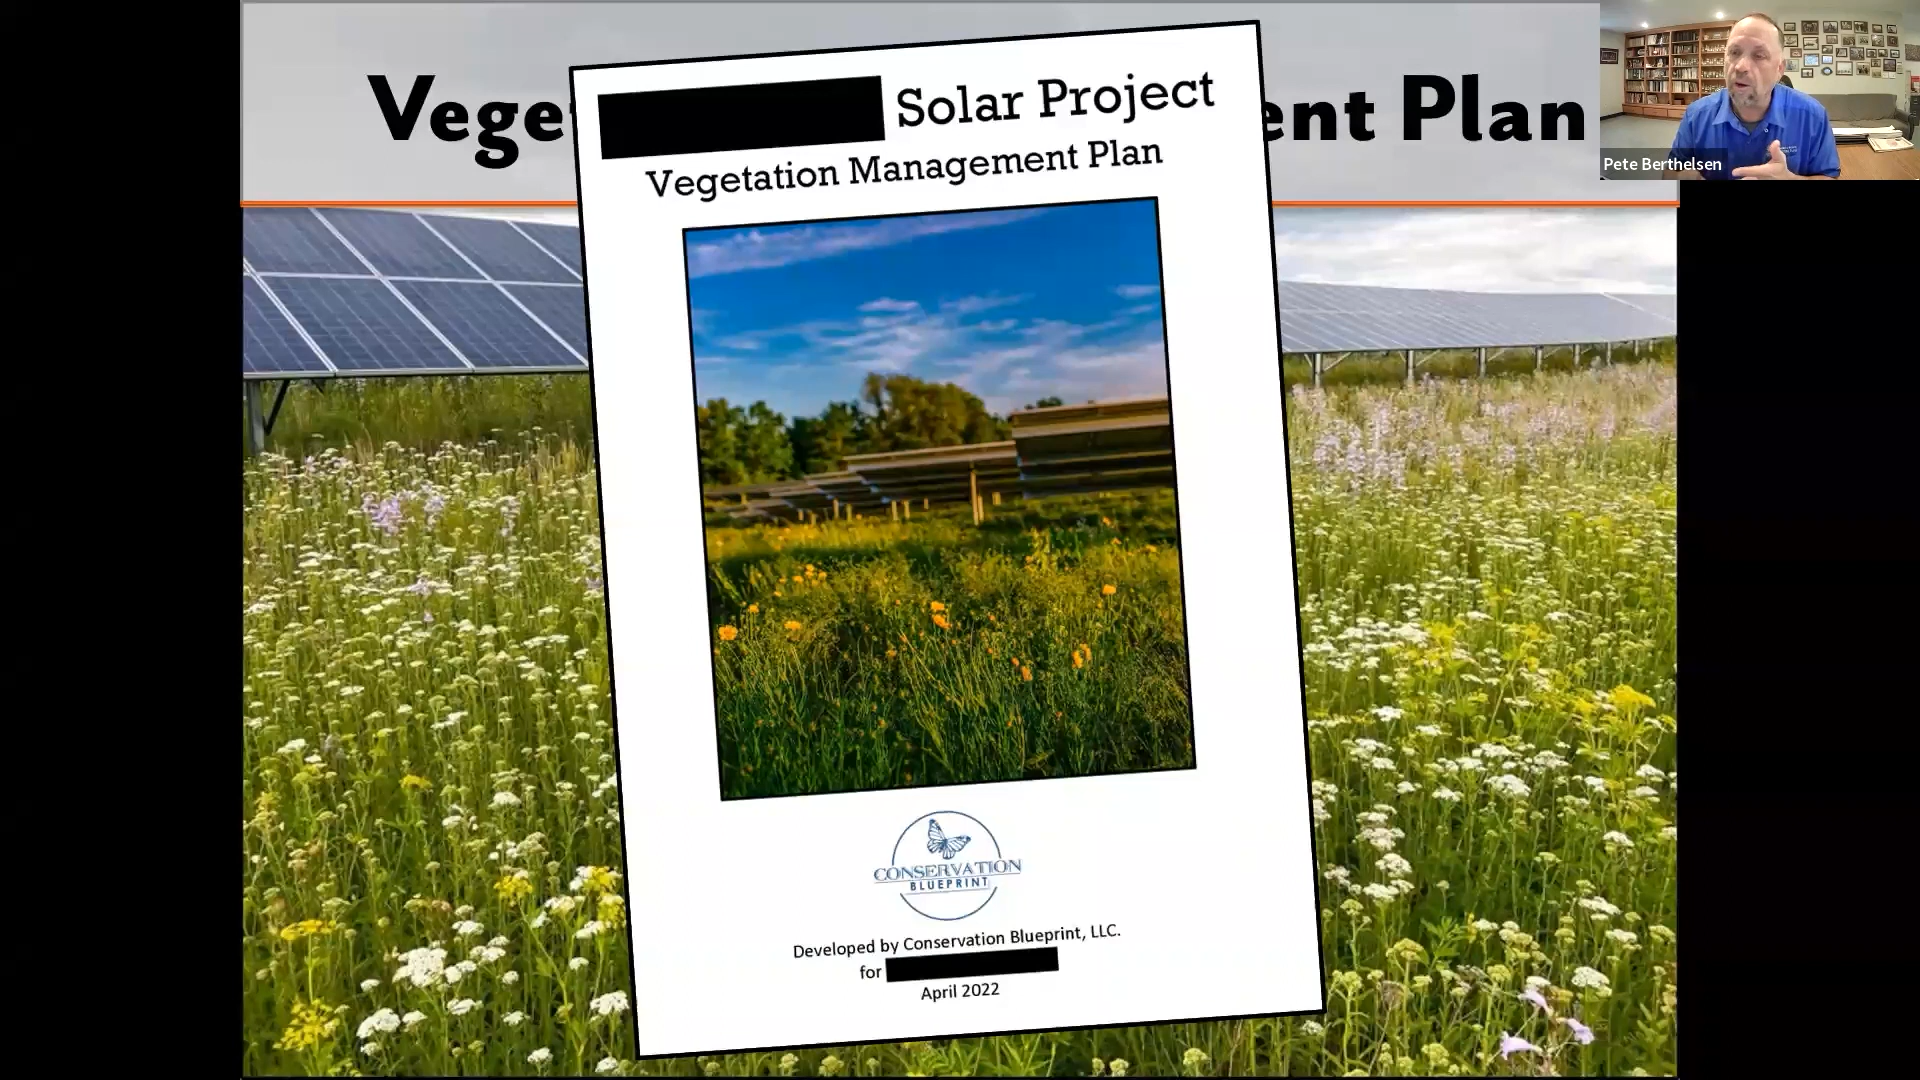 Vege
ent Plan
Solar Project
Vegetation Management Plan
CONSERVATION
BLUEPRINT
Developed by Conservation Blueprint, LLC.
for
April 2022
Pete Berthelsen